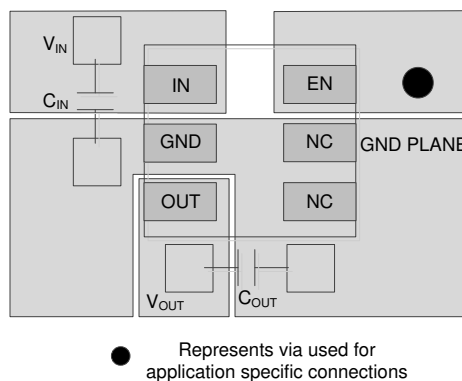 VIN
CIN
IN
EN
GND
NC
GND PLANE
OUT
NC
VOUT
COUT
Represents via used for
application specific connections